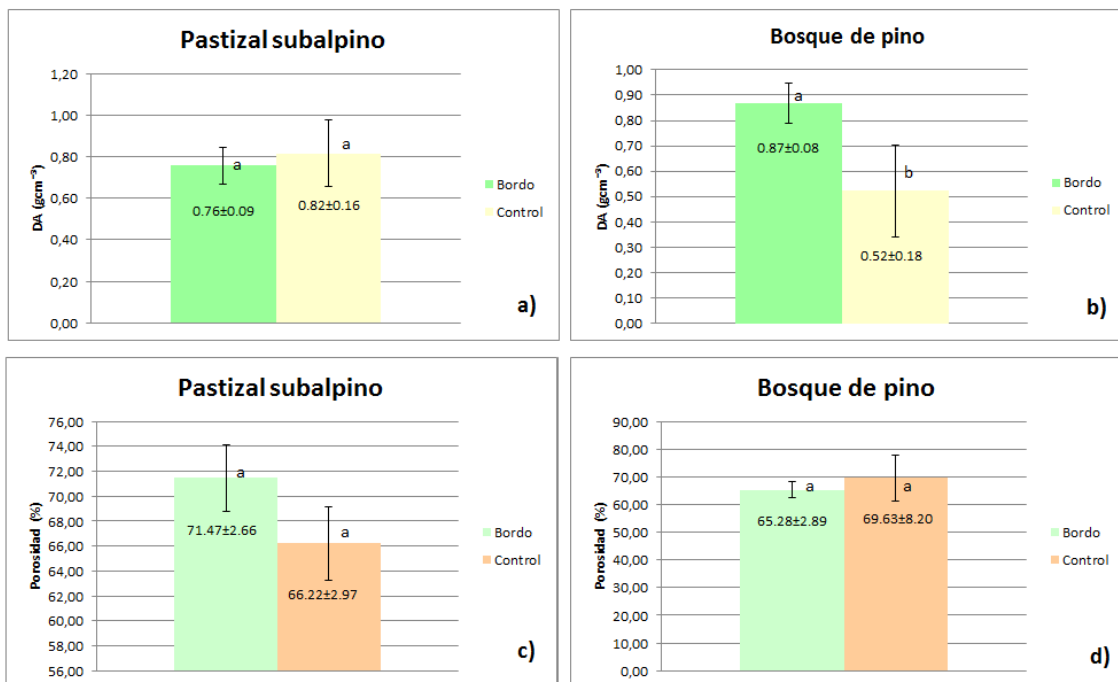 Pastizal subalpino
1,20
1,00
0,80
0,60
0,40
0,20
0,00
DA (gcm⁻³)
a
a
0.76±0.09
0.82±0.16
Bordo
Control
a)
Bosque de pino
1,00
0,90
0,80
0,70
0,60
0,50
0,40
0,30
0,20
0,10
0,00
DA (gcm⁻³)
a
b
0.87±0.08
0.52±0.18
Bordo
Control
b)
Pastizal subalpino
76,00
74,00
72,00
70,00
68,00
66,00
64,00
62,00
60,00
58,00
56,00
Porosidad (%)
a
a
71.47±2.66
66.22±2.97
Bordo
Control
c)
Bosque de pino
90,00
80,00
70,00
60,00
50,00
40,00
30,00
20,00
10,00
0,00
Porosidad (%)
a
a
65.28±2.89
69.63±8.20
Bordo
Control
d)